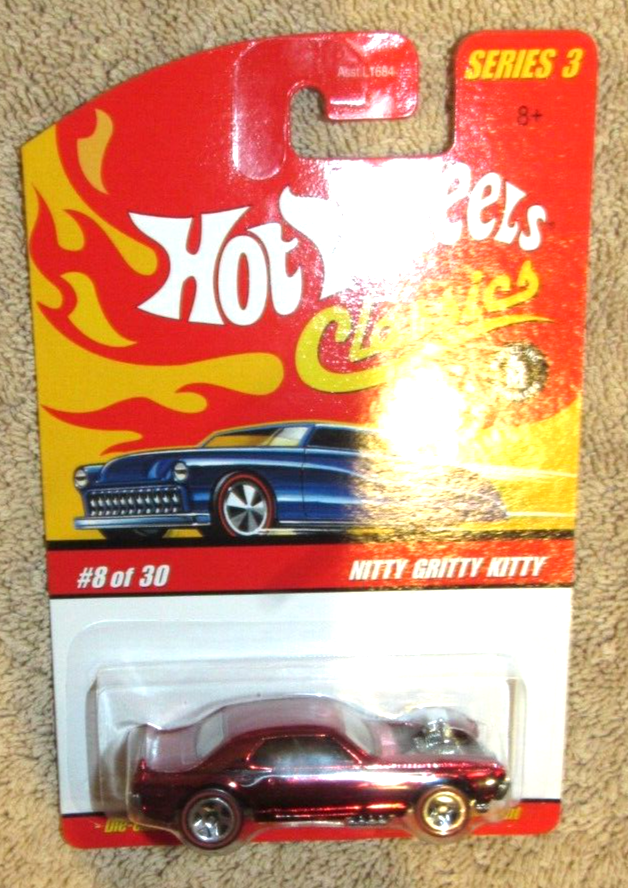 Asst.L1684
SERIES 3
8+
Hot Wheels
Classics
#8 of 30
NITTY GRITTY KITTY